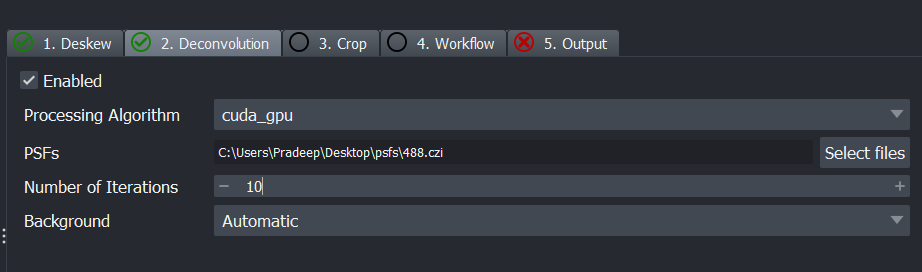 1. Deskew 2. Deconvolution 3. Crop 4. Workflow 5. Output
Enabled
Processing Algorithm cuda_gpu
PSFs C:\Users\Pradeep\Desktop\psfs\488.czi Select files
Number of Iterations − 10 +
Background Automatic